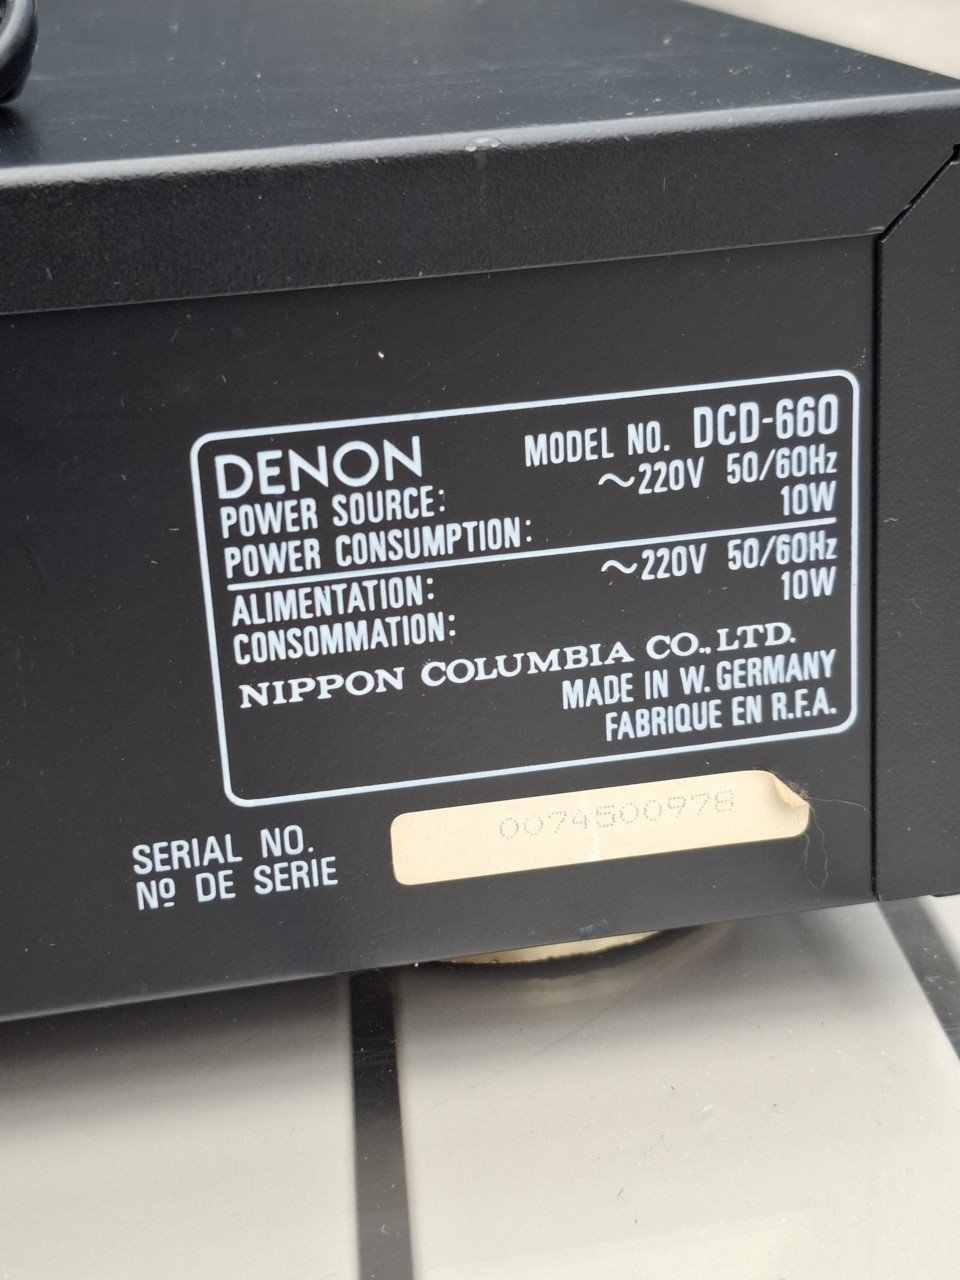 DENON MODEL NO. DCD-660
POWER SOURCE: ~220V 50/60Hz
POWER CONSUMPTION: 10W
ALIMENTATION: ~220V 50/60Hz
CONSOMMATION: 10W
NIPPON COLUMBIA CO., LTD.
MADE IN W. GERMANY
FABRIQUE EN R.F.A.
SERIAL NO.
Nº DE SERIE
0074500978